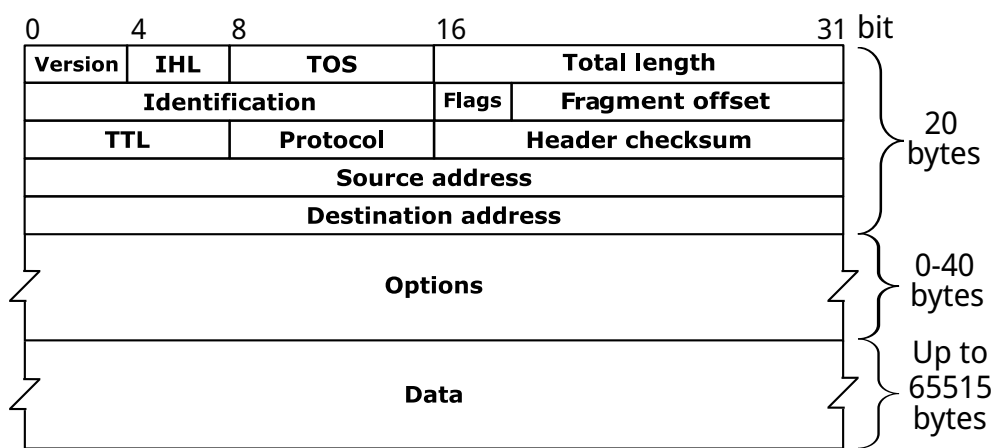 0 4 8 16 31 bit
Version IHL TOS Total length
Identification Flags Fragment offset
TTL Protocol Header checksum
Source address
Destination address
20
bytes
Options
0-40
bytes
Data
Up to
65515
bytes